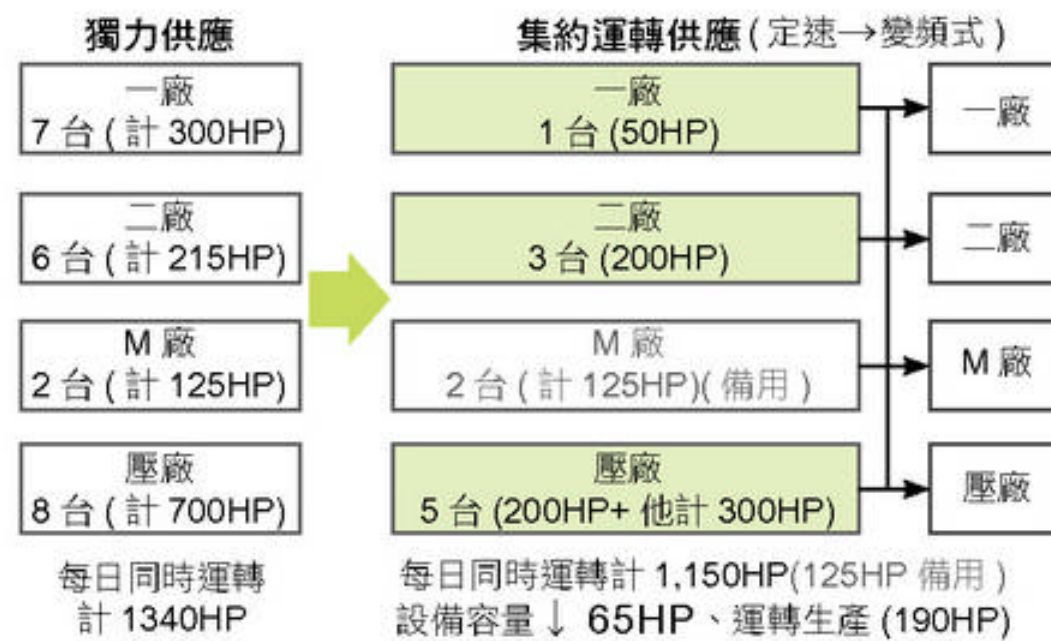 獨力供應
一廠
7 台 ( 計 300HP)
二廠
6 台 ( 計 215HP)
M 廠
2 台 ( 計 125HP)
壓廠
8 台 ( 計 700HP)
每日同時運轉
計 1340HP
集約運轉供應 ( 定速→變頻式 )
一廠
1 台 (50HP)
二廠
3 台 (200HP)
M 廠
2 台 ( 計 125HP)( 備用 )
壓廠
5 台 (200HP+ 他計 300HP)
每日同時運轉計 1,150HP(125HP 備用 )
設備容量↓ 65HP、運轉生產 (190HP)
一廠
二廠
M 廠
壓廠